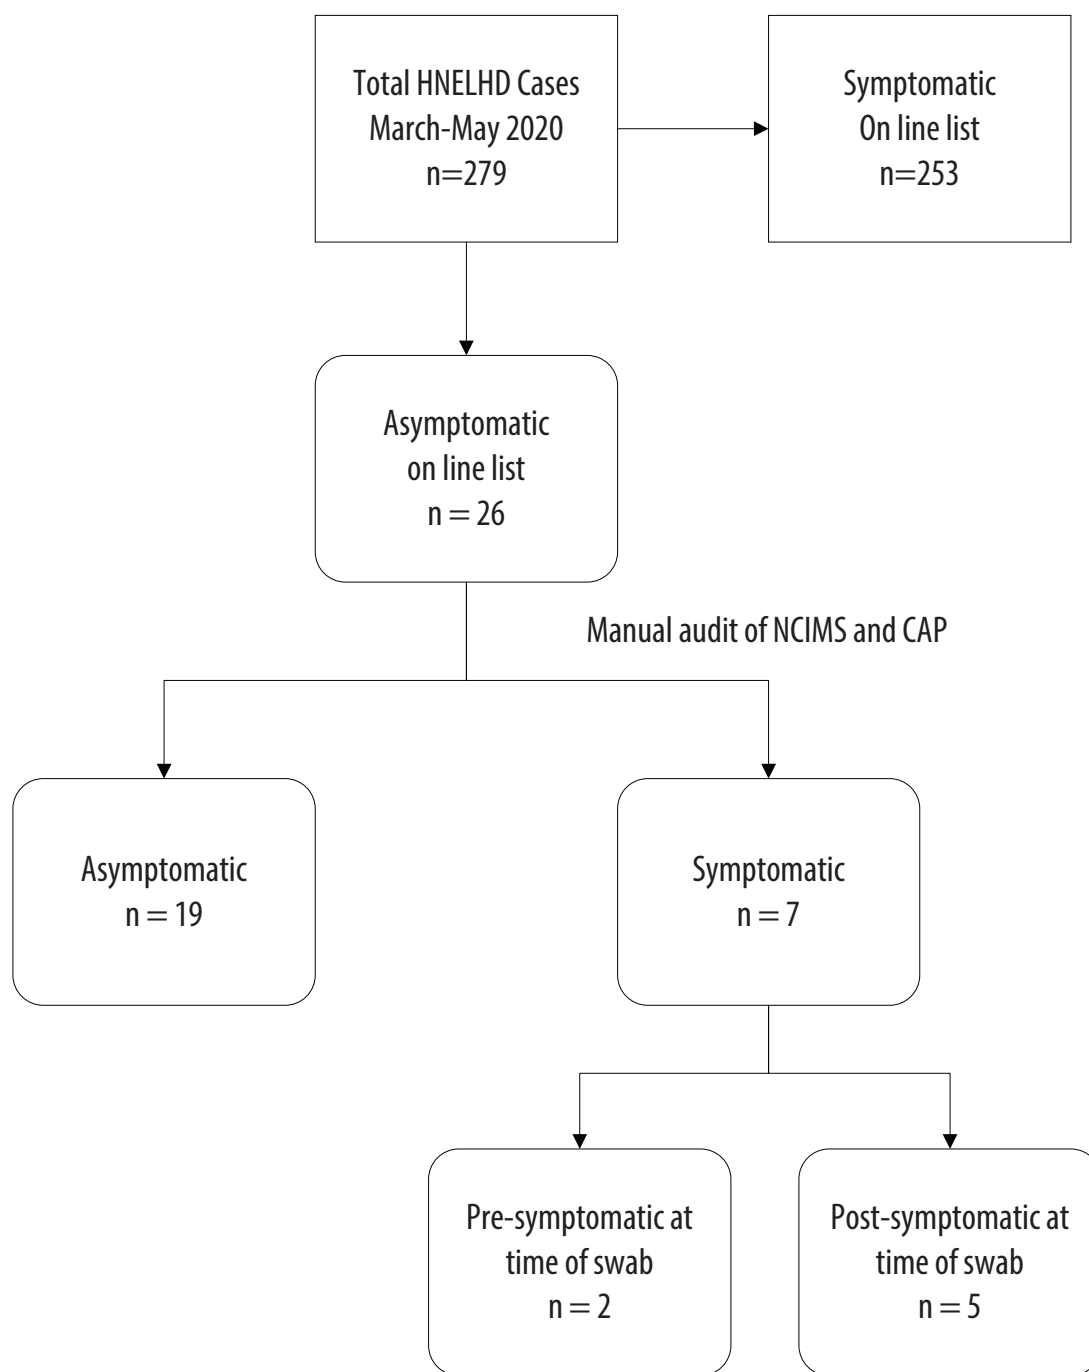 Total HNELHD Cases
March-May 2020
n=279
Symptomatic
On line list
n=253
Asymptomatic
on line list
n = 26
Manual audit of NCIMS and CAP
Asymptomatic
n = 19
Symptomatic
n = 7
Pre-symptomatic at
time of swab
n = 2
Post-symptomatic at
time of swab
n = 5